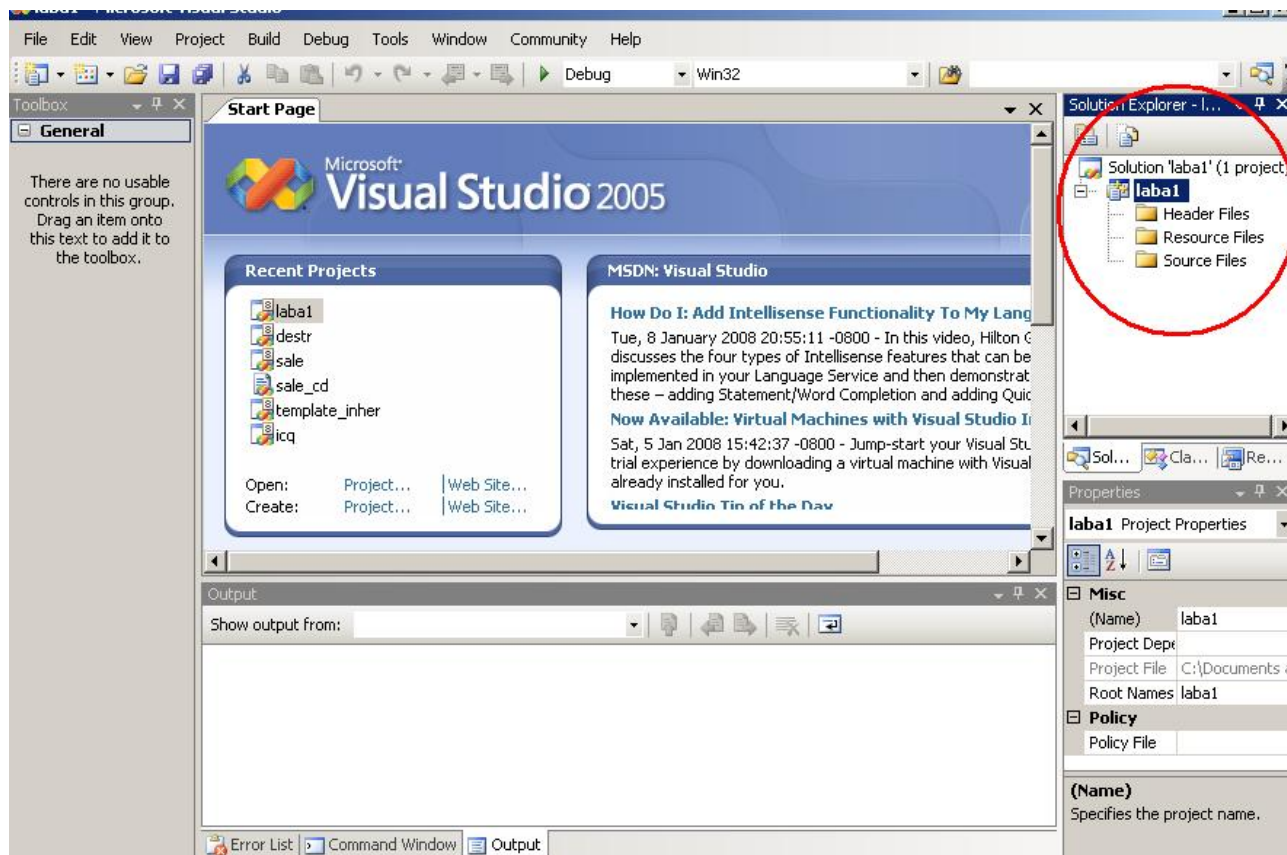 laba1 - Microsoft Visual Studio
File Edit View Project Build Debug Tools Window Community Help
Debug Win32
Toolbox
General
There are no usable
controls in this group.
Drag an item onto
this text to add it to
the toolbox.
Start Page
Microsoft
Visual Studio 2005
Recent Projects
laba1
destr
sale
sale_cd
template_inher
icq
Open: Project... Web Site...
Create: Project... Web Site...
MSDN: Visual Studio
How Do I: Add Intellisense Functionality To My Lang
Tue, 8 January 2008 20:55:11 -0800 - In this video, Hilton G
discusses the four types of Intellisense features that can be
implemented in your Language Service and then demonstrat
these – adding Statement/Word Completion and adding Quic
Now Available: Virtual Machines with Visual Studio I
Sat, 5 Jan 2008 15:42:37 -0800 - Jump-start your Visual Stu
trial experience by downloading a virtual machine with Visual
already installed for you.
Visual Studio Tip of the Day
Output
Show output from:
Error List Command Window Output
Solution Explorer - l...
Solution 'laba1' (1 project)
laba1
Header Files
Resource Files
Source Files
Sol... Cla... Re...
Properties
laba1 Project Properties
Misc
(Name) laba1
Project Depe
Project File C:\Documents a
Root Names laba1
Policy
Policy File
(Name)
Specifies the project name.